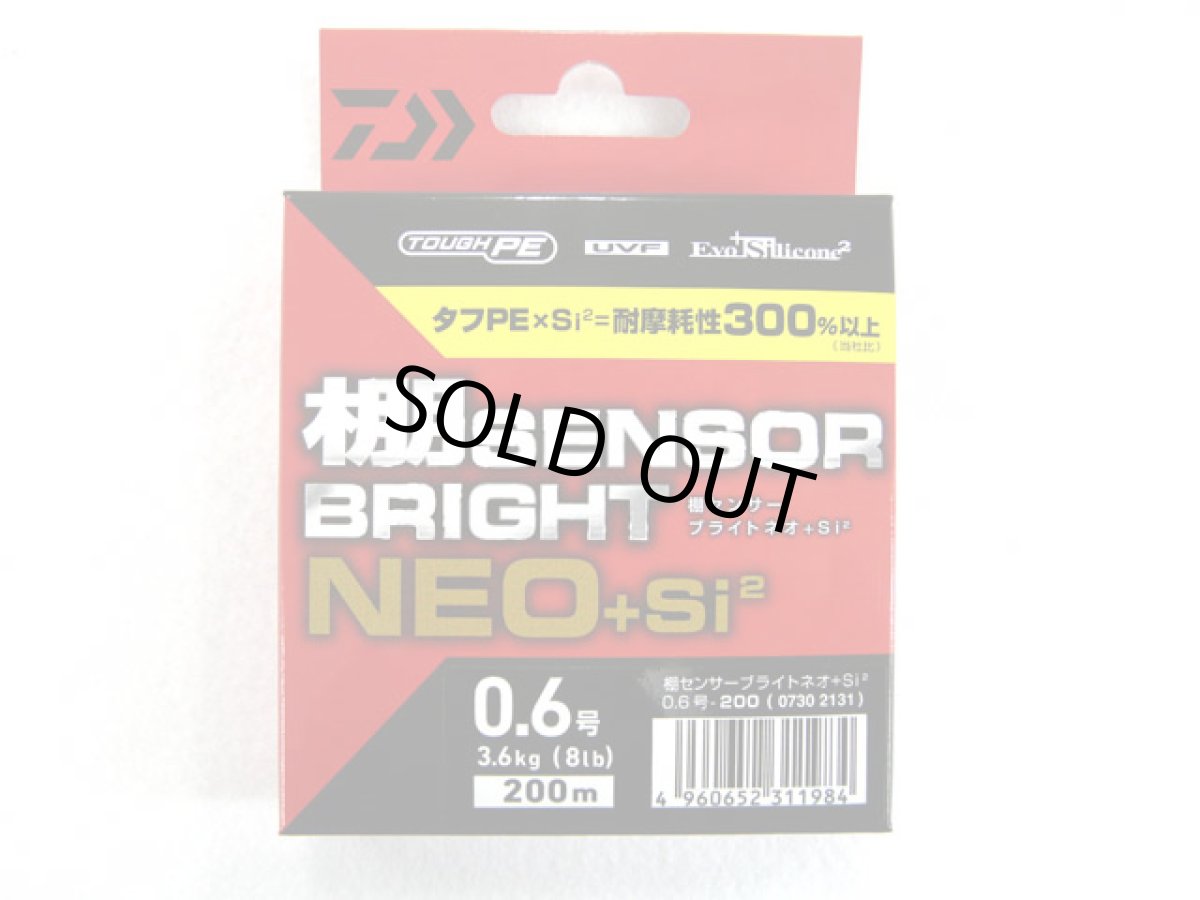 TOUGH PE UVF Evo+Silicone2
タフPE×Si2=耐摩耗性300%以上
(当社比)
棚SENSOR
BRIGHT
棚センサー
ブライトネオ+Si2
NEO+Si2
SOLD OUT
0.6号
3.6kg (8lb)
200m
棚センサーブライトネオ+Si2
0.6号-200 (0730 2131)
4 960652 311984